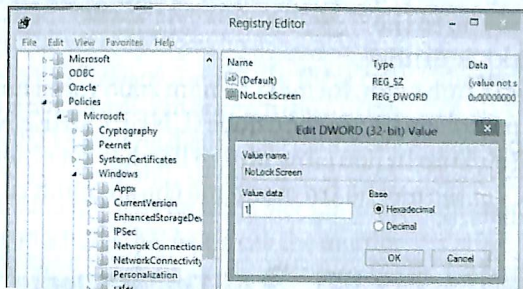 Registry Editor
File Edit View Favorites Help
Microsoft
ODBC
Oracle
Policies
Microsoft
Cryptography
Peernet
SystemCertificates
Windows
Appx
CurrentVersion
EnhancedStorageDev
IPSec
Network Connection
NetworkConnectivity
Personalization
safer
Name Type Data
(Default) REG_SZ (value not s
NoLockScreen REG_DWORD 0x00000000
Edit DWORD (32-bit) Value
Value name:
NoLockScreen
Value data: Base
1 Hexadecimal
Decimal
OK Cancel